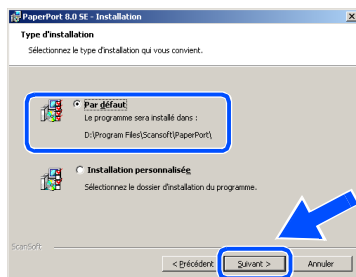 PaperPort 8.0 SE - Installation
Type d'installation
Sélectionnez le type d'installation qui vous convient.
Par défaut
Le programme sera installé dans :
D:\Program Files\Scansoft\PaperPort\
Installation personnalisée
Sélectionnez le dossier d'installation du programme.
ScanSoft
< Précédent
Suivant >
Annuler